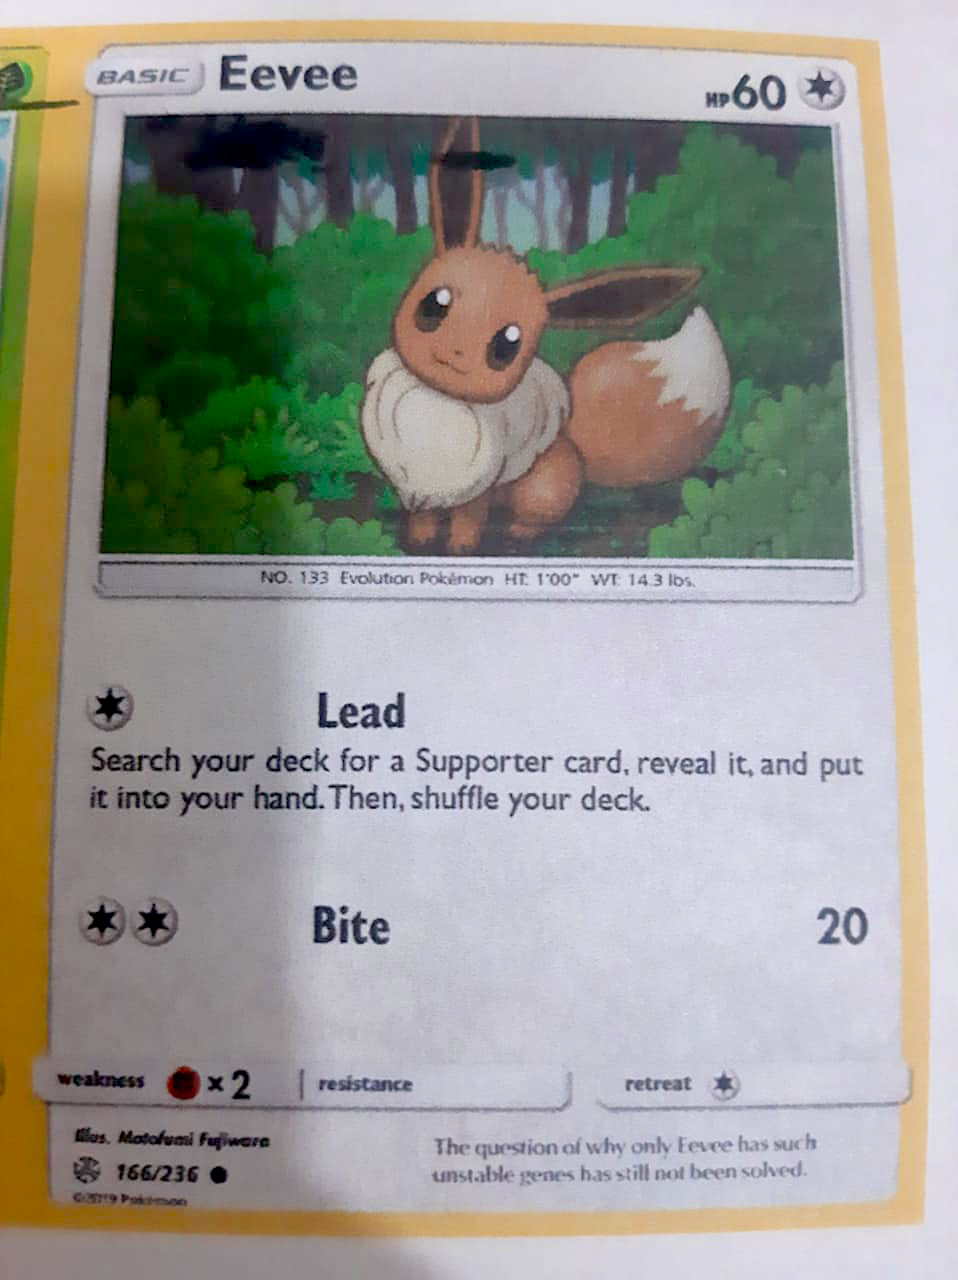 BASIC Eevee HP60
NO. 133 Evolution Pokémon HT: 1'00" WT: 14.3 lbs.
Lead
Search your deck for a Supporter card, reveal it, and put
it into your hand. Then, shuffle your deck.
Bite 20
weakness ×2 resistance retreat
Illus. Motofumi Fujiwara
The question of why only Eevee has such
unstable genes has still not been solved.
166/236
©2019 Pokémon